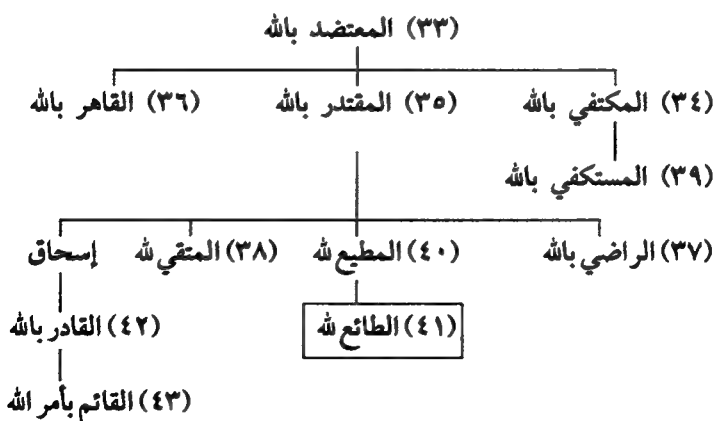 (٣٣) المعتضد بالله
(٣٤) المكتفي بالله (٣٥) المقتدر بالله (٣٦) القاهر بالله
(٣٩) المستكفي بالله
(٣٧) الراضي بالله (٤٠) المطيع لله (٣٨) المتقي لله إسحاق
(٤١) الطائع لله (٤٢) القادر بالله
(٤٣) القائم بأمر الله